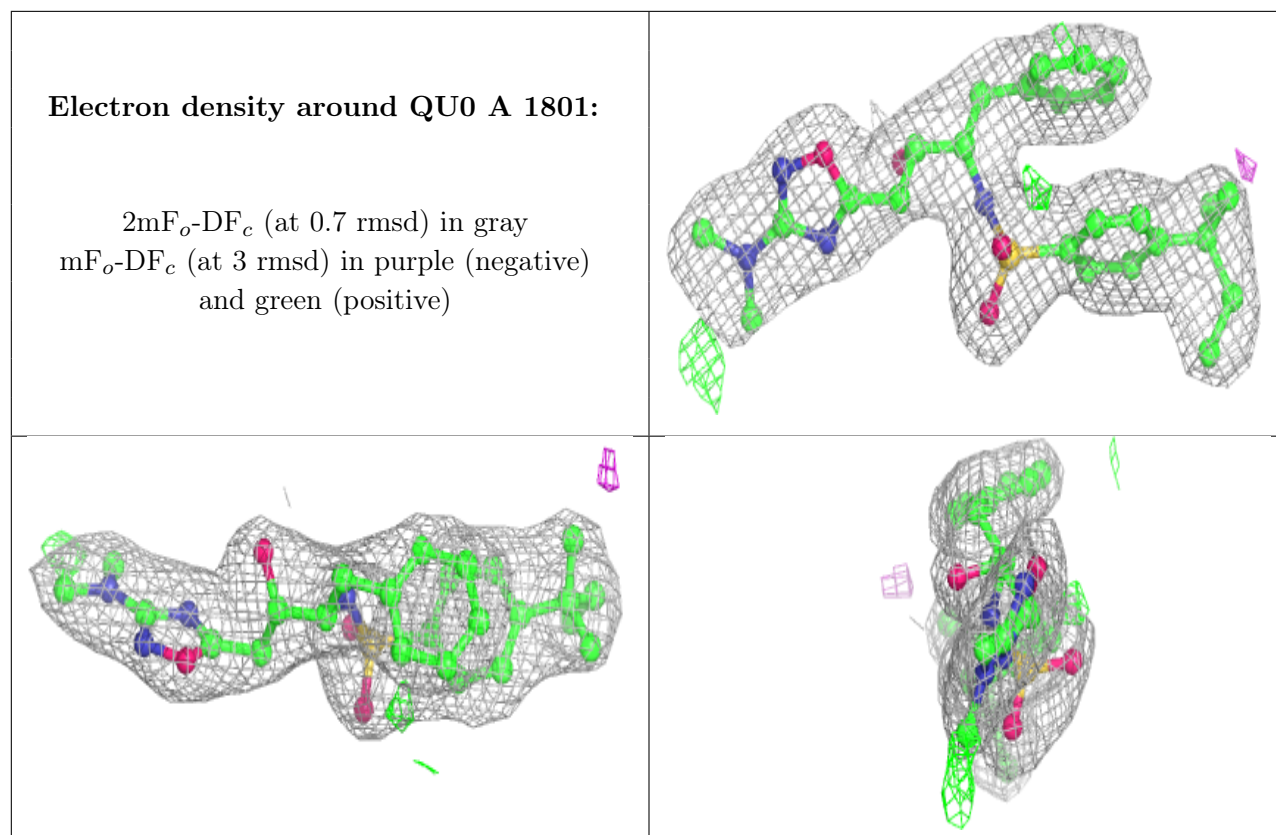 Electron density around QU0 A 1801:
2mFo-DFc (at 0.7 rmsd) in gray
mFo-DFc (at 3 rmsd) in purple (negative)
and green (positive)